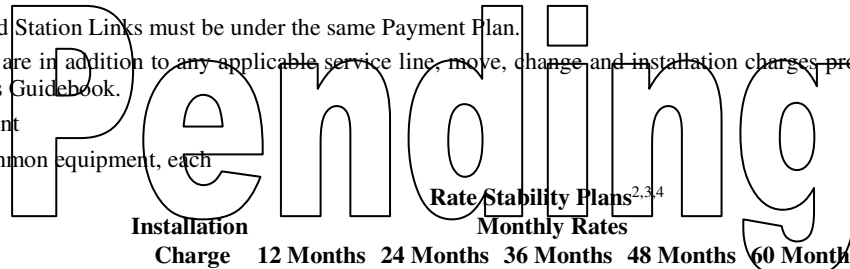 d Station Links must be under the same Payment Plan.
are in addition to any applicable service line, move, change and installation charges pro
s Guidebook.
nt
nmon equipment, each
Pending
Rate Stability Plans2,3,4
Installation Monthly Rates
Charge 12 Months 24 Months 36 Months 48 Months 60 Month